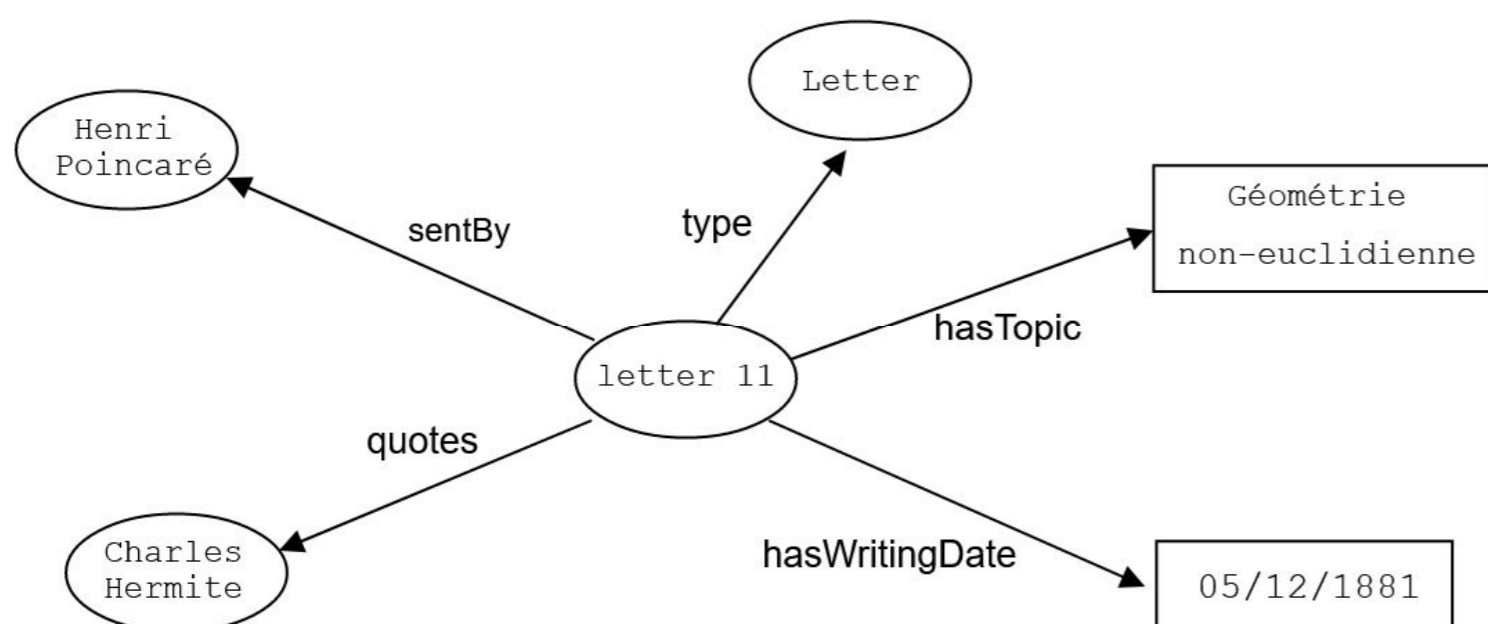 Letter
Henri
Poincaré
sentBy
type
Géométrie
non-euclidienne
hasTopic
letter 11
quotes
Charles
Hermite
hasWritingDate
05/12/1881